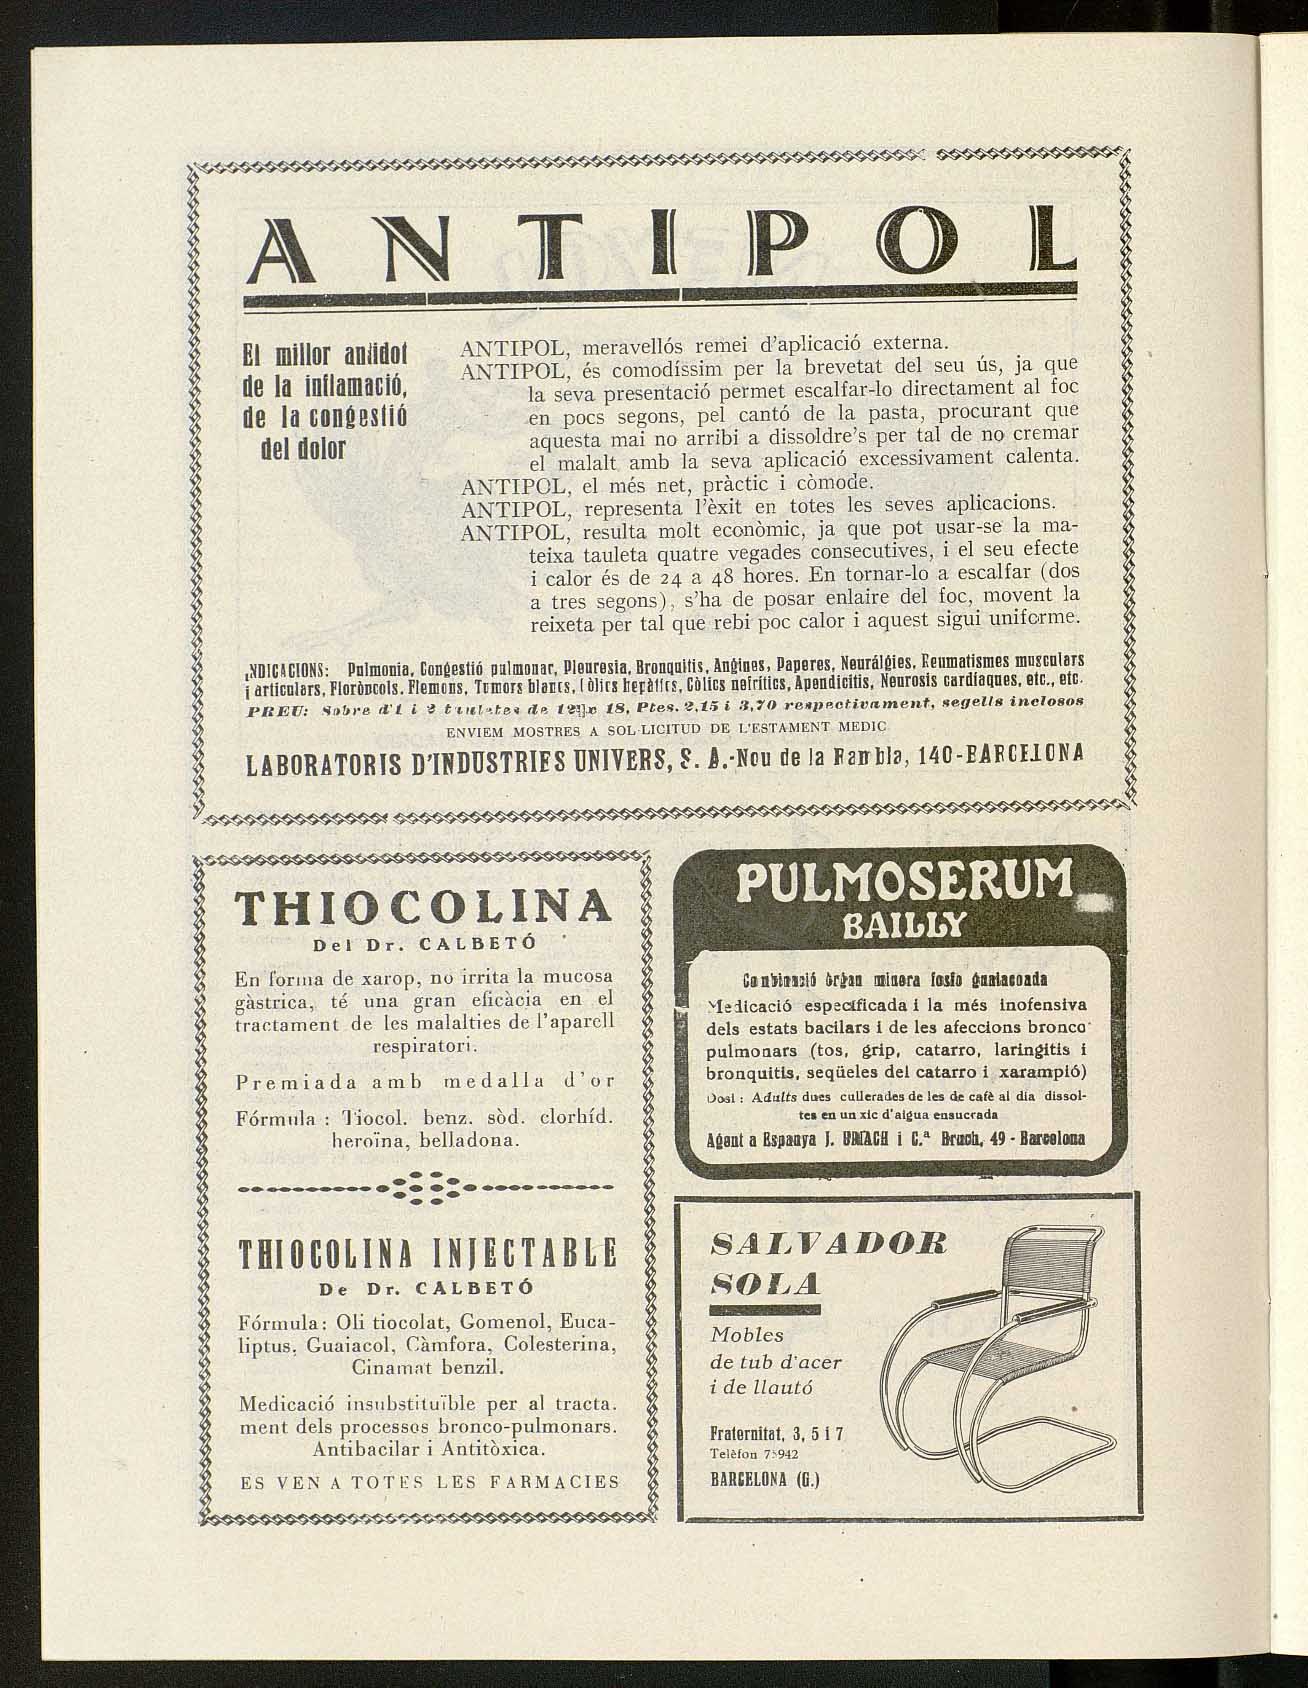 ANTIPOL
El millor antidot
de la inflamació,
de la congestió
del dolor
ANTIPOL, meravellós remei d'aplicació externa.
ANTIPOL, és comodíssim per la brevetat del seu ús, ja que
la seva presentació permet escalfar-lo directament al foc
en pocs segons, pel cantó de la pasta, procurant que
aquesta mai no arribi a dissoldre's per tal de no cremar
el malalt amb la seva aplicació excessivament calenta.
ANTIPOL, el més net, pràctic i còmode.
ANTIPOL, representa l'èxit en totes les seves aplicacions.
ANTIPOL, resulta molt econòmic, ja que pot usar-se la ma-
teixa tauleta quatre vegades consecutives, i el seu efecte
i calor és de 24 a 48 hores. En tornar-lo a escalfar (dos
a tres segons), s'ha de posar enlaire del foc, movent la
reixeta per tal que rebi poc calor i aquest sigui uniforme.
INDICACIONS: Pulmonia, Congestió pulmonar, Pleuresia, Bronquitis, Angines, Paperes, Neurálgies, Reumatismes musculars
i articulars, Floròncols, Flemons, Tumors blancs, Còlics hepàtics, Còlics nefrítics, Apendicitis, Neurosis cardíaques, etc., etc.
PREU: Sobre d'1 i 2 tauletes de 12 x 18, Ptes. 2,15 i 3,70 respectivament, segells inclosos
ENVIEM MOSTRES A SOL·LICITUD DE L'ESTAMENT MEDIC
LABORATORIS D'INDUSTRIES UNIVERS, S. A.-Nou de la Rambla, 140-BARCELONA
THIOCOLINA
Del Dr. CALBETÓ
En forma de xarop, no irrita la mucosa
gàstrica, té una gran eficàcia en el
tractament de les malalties de l'aparell
respiratori.
Premiada amb medalla d'or
Fórmula: Tiocol. benz. sòd. clorhíd.
heroïna, belladona.
THIOCOLINA INJECTABLE
De Dr. CALBETÓ
Fórmula: Oli tiocolat, Gomenol, Euca-
liptus, Guaiacol, Càmfora, Colesterina,
Cinamat benzil.
Medicació insubstituïble per al tracta.
ment dels processos bronco-pulmonars.
Antibacilar i Antitòxica.
ES VEN A TOTES LES FARMACIES
PULMOSERUM
BAILLY
Combinació òrgan minera fosfo guaiacoada
Medicació especificada i la més inofensiva
dels estats bacilars i de les afeccions bronco
pulmonars (tos, grip, catarro, laringitis i
bronquitis, seqüeles del catarro i xarampió)
Dosi: Adults dues cullerades de les de cafè al dia dissol-
tes en un xic d'aigua ensucrada
Agent a Espanya J. URIACH i C.ª Bruch, 49 - Barcelona
SALVADOR
SOLA
Mobles
de tub d'acer
i de llautó
Fraternitat, 3, 5 i 7
Telèfon
BARCELONA (G.)